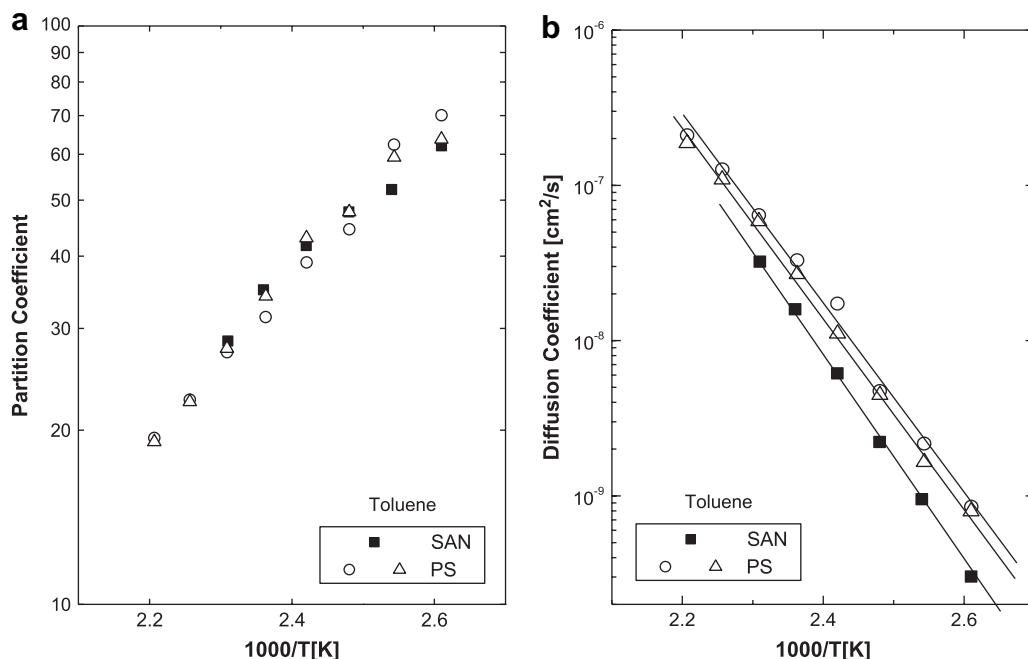 a
100
90
80
70
60
50
40
30
20
10
Partition Coefficient
2.2 2.4 2.6
1000/T[K]
Toluene
SAN
PS
b
10⁻⁶
10⁻⁷
10⁻⁸
10⁻⁹
Diffusion Coefficient [cm²/s]
2.2 2.4 2.6
1000/T[K]
Toluene
SAN
PS